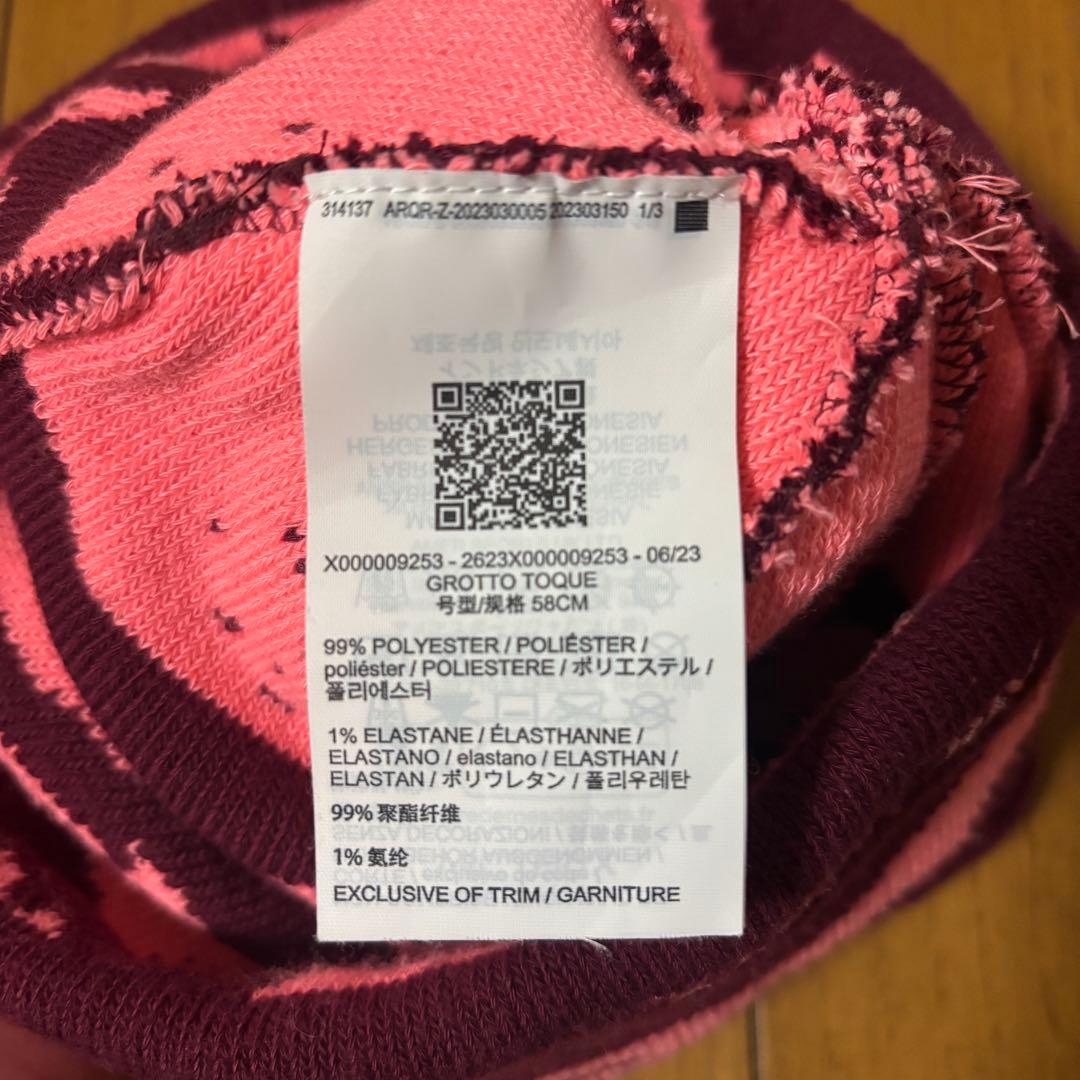 314137 ARQR-Z-2023030005 202303150 1/3
X000009253 - 2623X000009253 - 06/23
GROTTO TOQUE
号型/规格 58CM
99% POLYESTER / POLIÉSTER /
poliéster / POLIESTERE / ポリエステル /
폴리에스터
1% ELASTANE / ÉLASTHANNE /
ELASTANO / elastano / ELASTHAN /
ELASTAN / ポリウレタン / 폴리우레탄
99% 聚酯纤维
1% 氨纶
EXCLUSIVE OF TRIM / GARNITURE